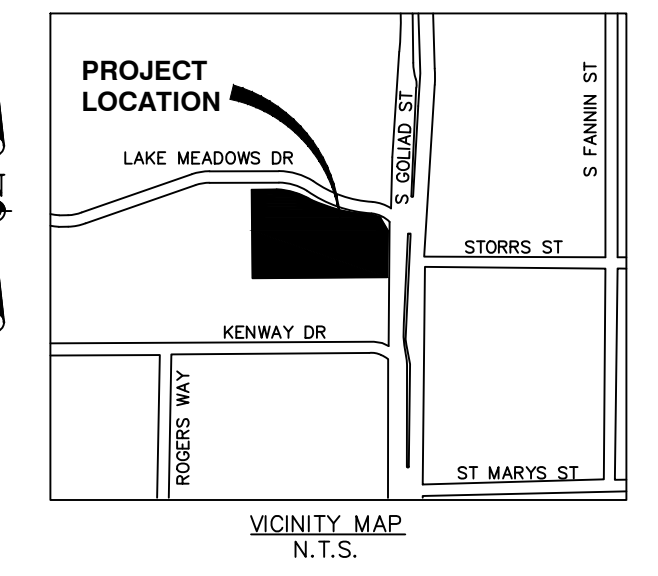 PROJECT
LOCATION
LAKE MEADOWS DR
S GOLIAD ST
S FANNIN ST
STORRS ST
KENWAY DR
ROGERS WAY
ST MARYS ST
VICINITY MAP
N.T.S.